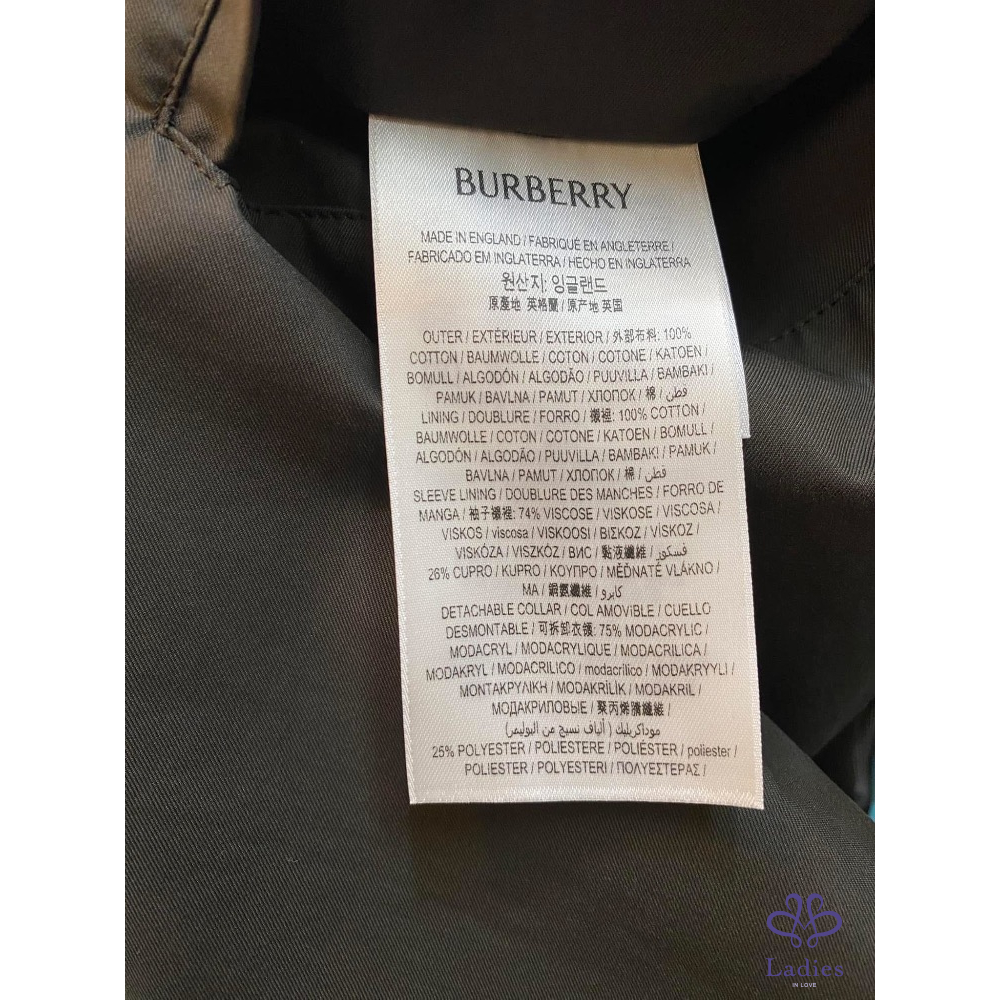 BURBERRY
MADE IN ENGLAND / FABRIQUÉ EN ANGLETERRE /
FABRICADO EM INGLATERRA / HECHO EN INGLATERRA
원산지: 잉글랜드
原產地 英格蘭 / 原产地 英国
OUTER / EXTÉRIEUR / EXTERIOR / 外部布料: 100%
COTTON / BAUMWOLLE / COTON / COTONE / KATOEN /
BOMULL / ALGODÓN / ALGODÃO / PUUVILLA / BAMBAKI /
PAMUK / BAVLNA / PAMUT / ХЛОПОК / 棉 / قطن /
LINING / DOUBLURE / FORRO / 襯裡: 100% COTTON /
BAUMWOLLE / COTON / COTONE / KATOEN / BOMULL /
ALGODÓN / ALGODÃO / PUUVILLA / BAMBAKI / PAMUK /
BAVLNA / PAMUT / ХЛОПОК / 棉 / قطن /
SLEEVE LINING / DOUBLURE DES MANCHES / FORRO DE
MANGA / 袖子襯裡: 74% VISCOSE / VISKOSE / VISCOSA /
VISKOS / viscosa / VISKOOSI / ΒΙΣΚΟΖ / VISKOZ /
VISKÓZA / VISZKÓZ / ВИС / 黏液纖維 / فسكوز /
26% CUPRO / KUPRO / ΚΟΥΠΡΟ / MĚĎNATÉ VLÁKNO /
MA / 銅氨纖維 / كابرو /
DETACHABLE COLLAR / COL AMOVIBLE / CUELLO
DESMONTABLE / 可拆卸衣領: 75% MODACRYLIC /
MODACRYL / MODACRYLIQUE / MODACRILICA /
MODAKRYL / MODACRILICO / modacrílico / MODAKRYYLI /
ΜΟΝΤΑΚΡΥΛΙΚΗ / MODAKRİLİK / MODAKRIL /
МОДАКРИЛОВЫЕ / 聚丙烯腈纖維 /
موداكريليك ( ألياف نسيج من البوليمر)
25% POLYESTER / POLIESTERE / POLIÉSTER / poliester /
POLIESTER / POLYESTERI / ΠΟΛΥΕΣΤΕΡΑΣ /
Ladies
IN LOVE